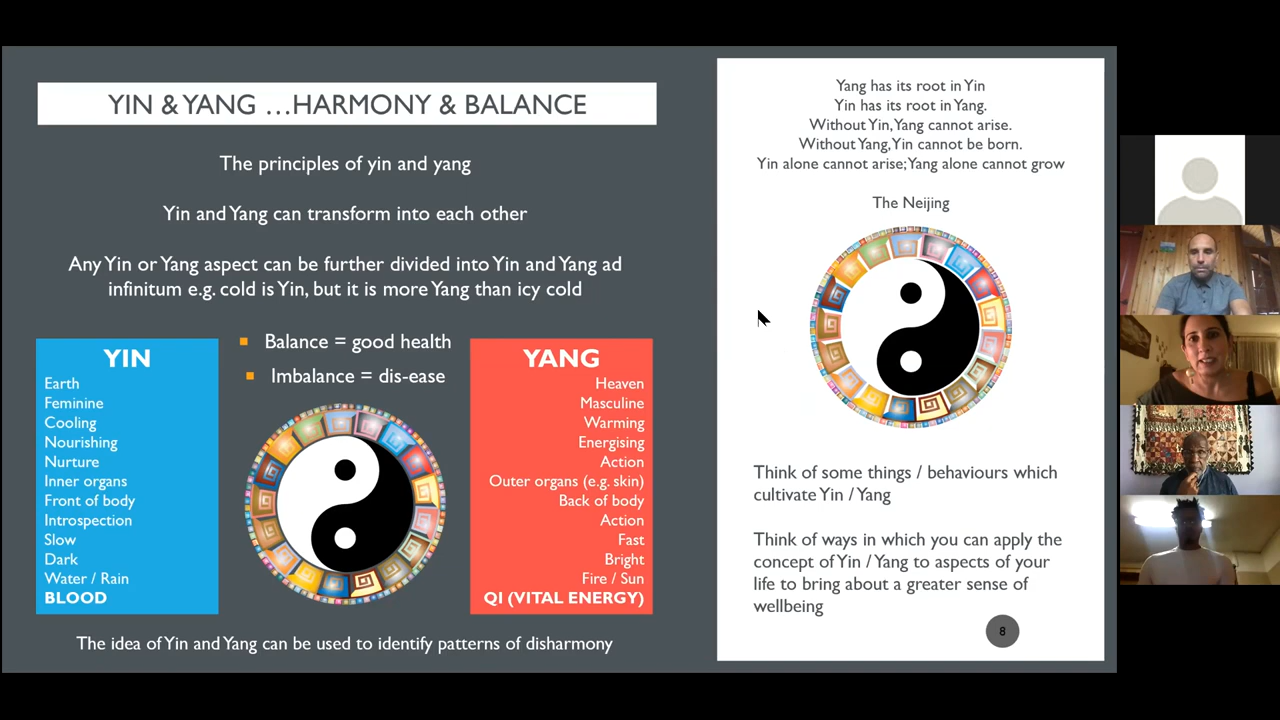 YIN & YANG …HARMONY & BALANCE
The principles of yin and yang
Yin and Yang can transform into each other
Any Yin or Yang aspect can be further divided into Yin and Yang ad
infinitum e.g. cold is Yin, but it is more Yang than icy cold
Balance = good health
Imbalance = dis-ease
YIN
Earth
Feminine
Cooling
Nourishing
Nurture
Inner organs
Front of body
Introspection
Slow
Dark
Water / Rain
BLOOD
YANG
Heaven
Masculine
Warming
Energising
Action
Outer organs (e.g. skin)
Back of body
Action
Fast
Bright
Fire / Sun
QI (VITAL ENERGY)
The idea of Yin and Yang can be used to identify patterns of disharmony
Yang has its root in Yin
Yin has its root in Yang.
Without Yin, Yang cannot arise.
Without Yang, Yin cannot be born.
Yin alone cannot arise; Yang alone cannot grow
The Neijing
Think of some things / behaviours which
cultivate Yin / Yang
Think of ways in which you can apply the
concept of Yin / Yang to aspects of your
life to bring about a greater sense of
wellbeing
8